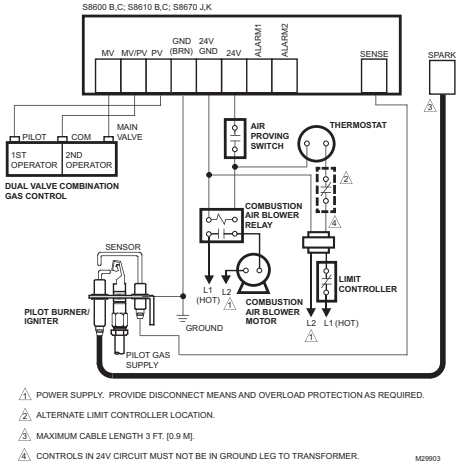 S8600 B,C; S8610 B,C; S8670 J,K
MV MV/PV PV GND (BRN) 24V GND 24V ALARM1 ALARM2 SENSE
SPARK
3
PILOT COM MAIN VALVE
1ST OPERATOR 2ND OPERATOR
DUAL VALVE COMBINATION
GAS CONTROL
AIR
PROVING
SWITCH
THERMOSTAT
2
4
COMBUSTION
AIR BLOWER
RELAY
L1
(HOT)
L2
1
COMBUSTION
AIR BLOWER
MOTOR
LIMIT
CONTROLLER
L2 L1 (HOT)
1
SENSOR
PILOT BURNER/
IGNITER
GROUND
PILOT GAS
SUPPLY
1 POWER SUPPLY. PROVIDE DISCONNECT MEANS AND OVERLOAD PROTECTION AS REQUIRED.
2 ALTERNATE LIMIT CONTROLLER LOCATION.
3 MAXIMUM CABLE LENGTH 3 FT. [0.9 M].
4 CONTROLS IN 24V CIRCUIT MUST NOT BE IN GROUND LEG TO TRANSFORMER.
M29903